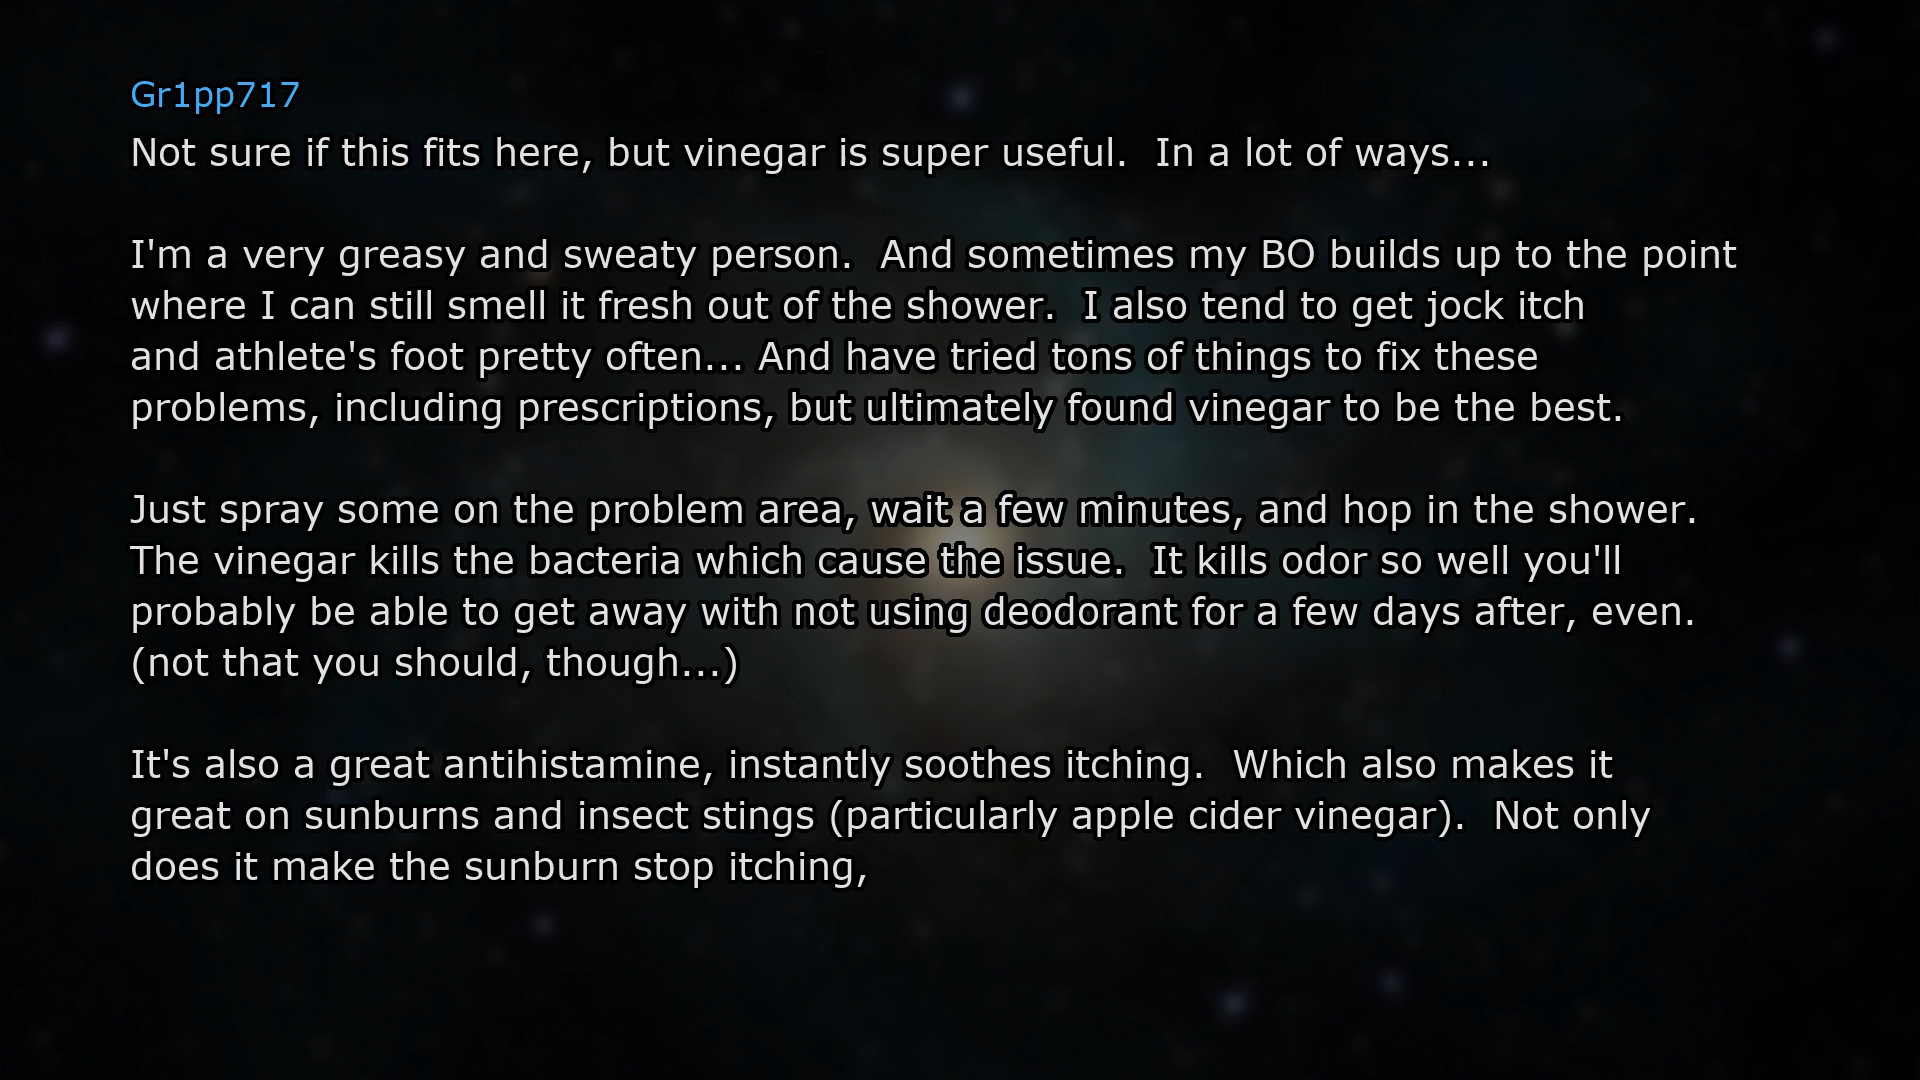 Gr1pp717
Not sure if this fits here, but vinegar is super useful.  In a lot of ways...
I'm a very greasy and sweaty person.  And sometimes my BO builds up to the point
where I can still smell it fresh out of the shower.  I also tend to get jock itch
and athlete's foot pretty often... And have tried tons of things to fix these
problems, including prescriptions, but ultimately found vinegar to be the best.
Just spray some on the problem area, wait a few minutes, and hop in the shower.
The vinegar kills the bacteria which cause the issue.  It kills odor so well you'll
probably be able to get away with not using deodorant for a few days after, even.
(not that you should, though...)
It's also a great antihistamine, instantly soothes itching.  Which also makes it
great on sunburns and insect stings (particularly apple cider vinegar).  Not only
does it make the sunburn stop itching,